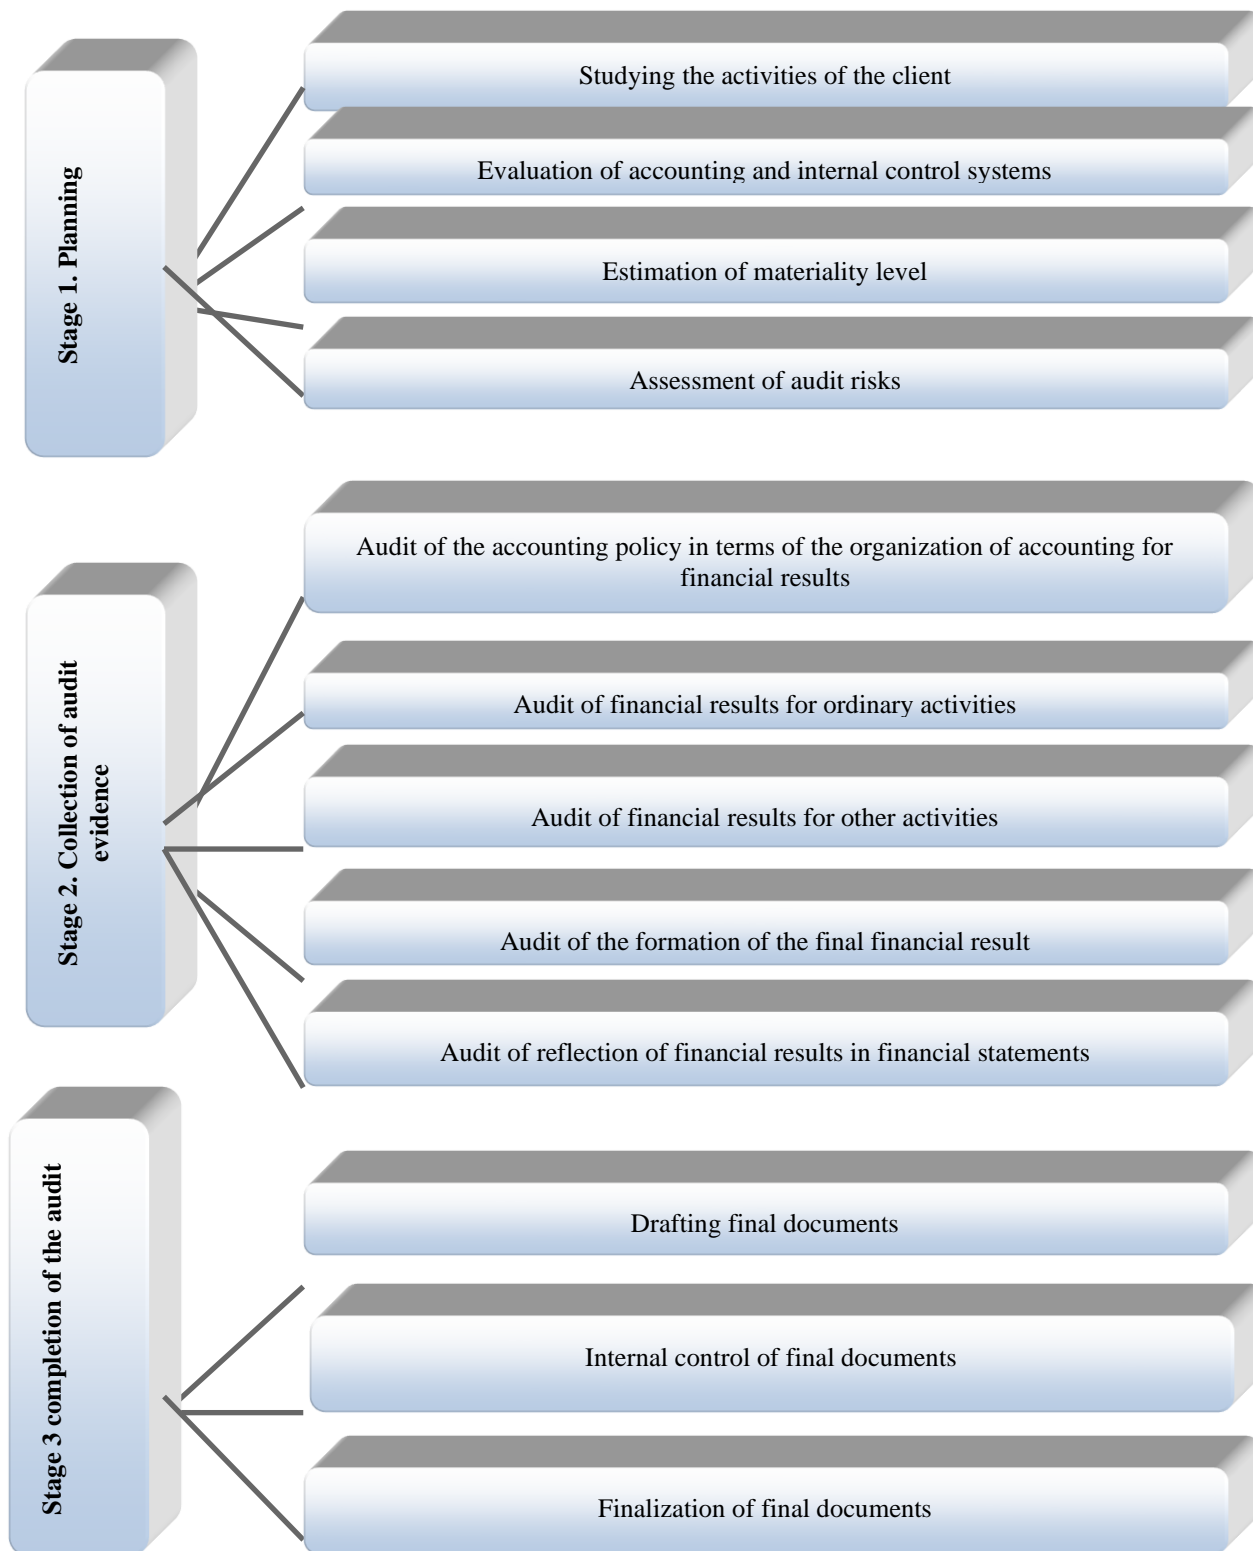 Stage 1. Planning
Studying the activities of the client
Evaluation of accounting and internal control systems
Estimation of materiality level
Assessment of audit risks
Stage 2. Collection of audit
evidence
Audit of the accounting policy in terms of the organization of accounting for
financial results
Audit of financial results for ordinary activities
Audit of financial results for other activities
Audit of the formation of the final financial result
Audit of reflection of financial results in financial statements
Stage 3 completion of the audit
Drafting final documents
Internal control of final documents
Finalization of final documents